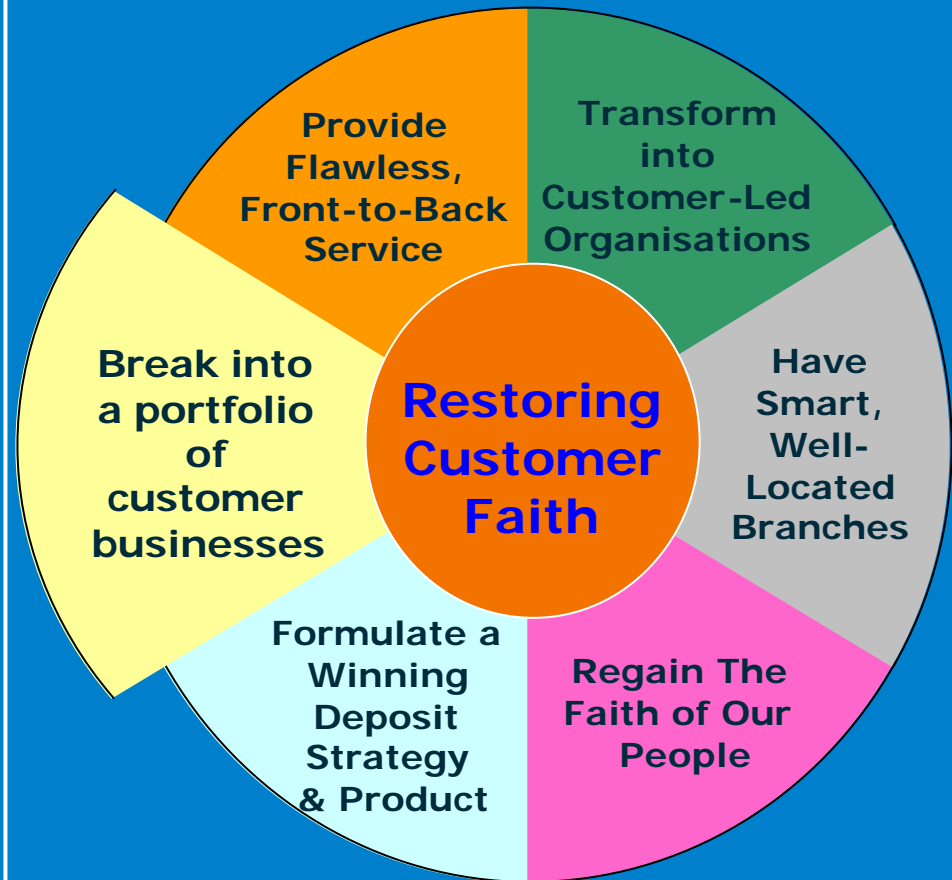 Provide
Flawless,
Front-to-Back
Service
Transform
into
Customer-Led
Organisations
Break into
a portfolio
of
customer
businesses
Restoring
Customer
Faith
Have
Smart,
Well-
Located
Branches
Formulate a
Winning
Deposit
Strategy
& Product
Regain The
Faith of Our
People